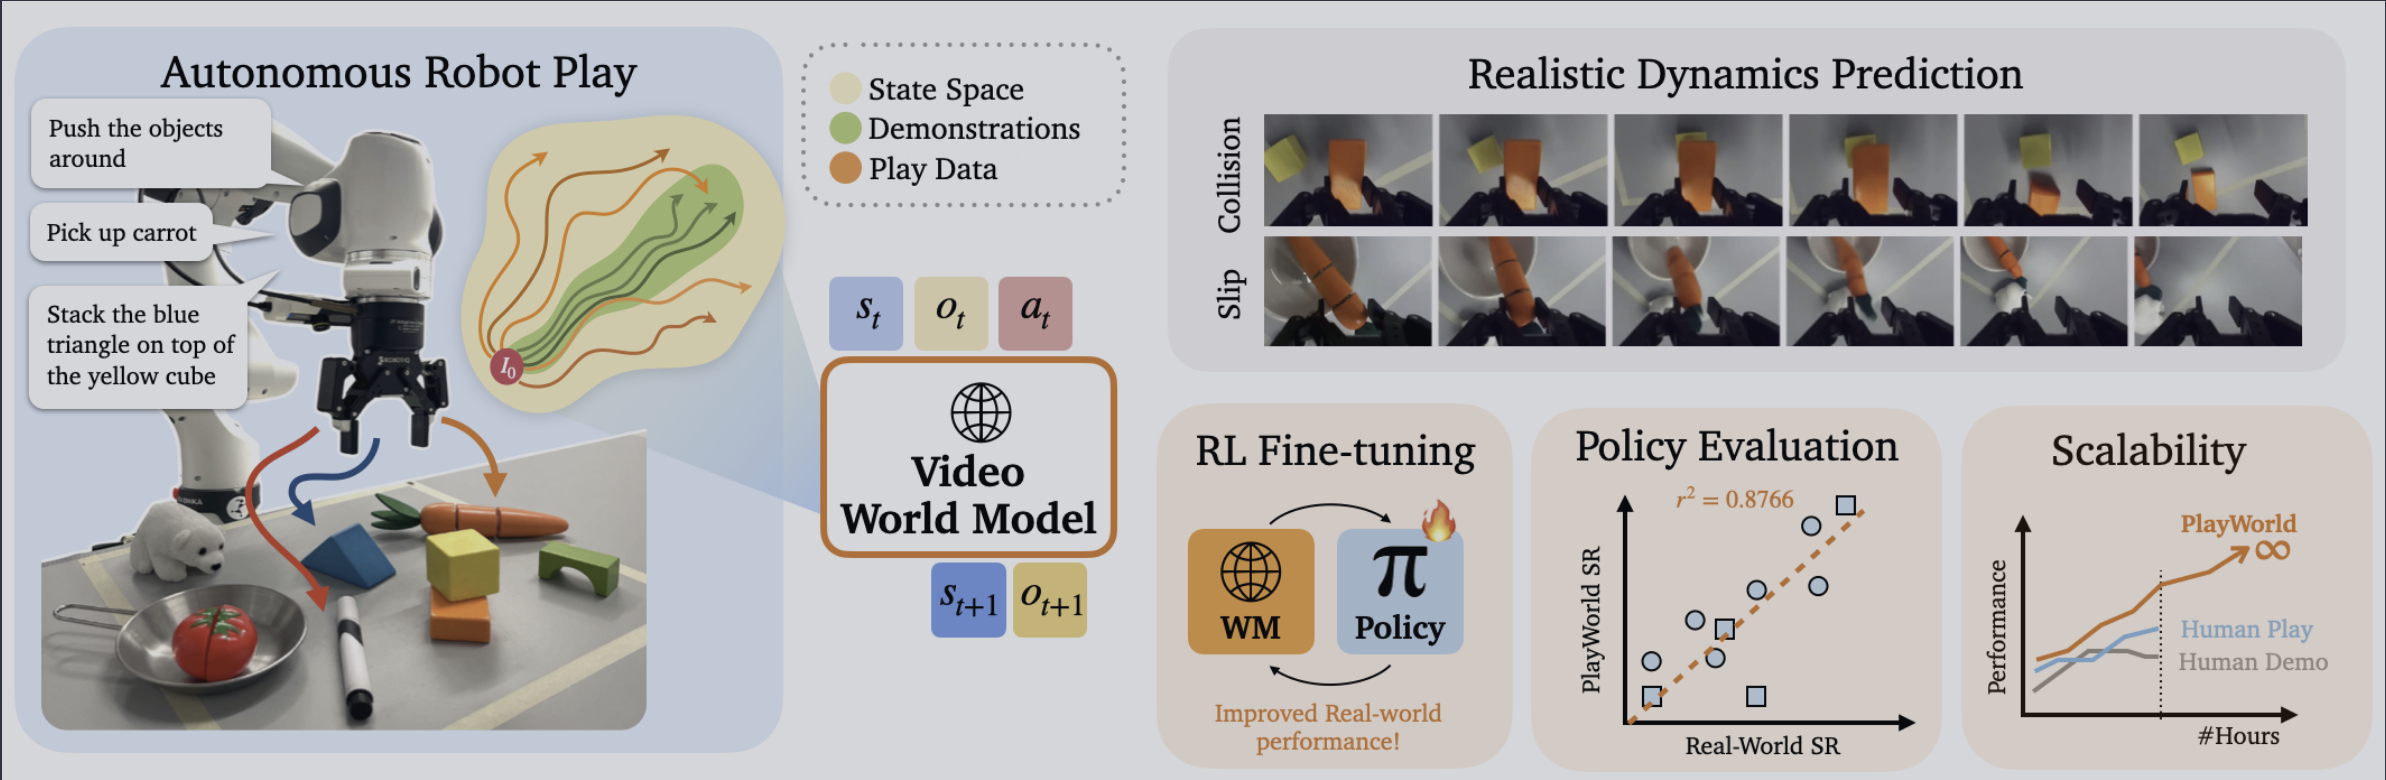 Autonomous Robot Play
Push the objects
around
Pick up carrot
Stack the blue
triangle on top of
the yellow cube
I₀
State Space
Demonstrations
Play Data
sₜ oₜ aₜ
Video
World Model
sₜ₊₁ oₜ₊₁
Realistic Dynamics Prediction
Collision
Slip
RL Fine-tuning
WM
π
Policy
Improved Real-world
performance!
Policy Evaluation
r² = 0.8766
PlayWorld SR
Real-World SR
Scalability
PlayWorld
∞
Human Play
Human Demo
Performance
#Hours